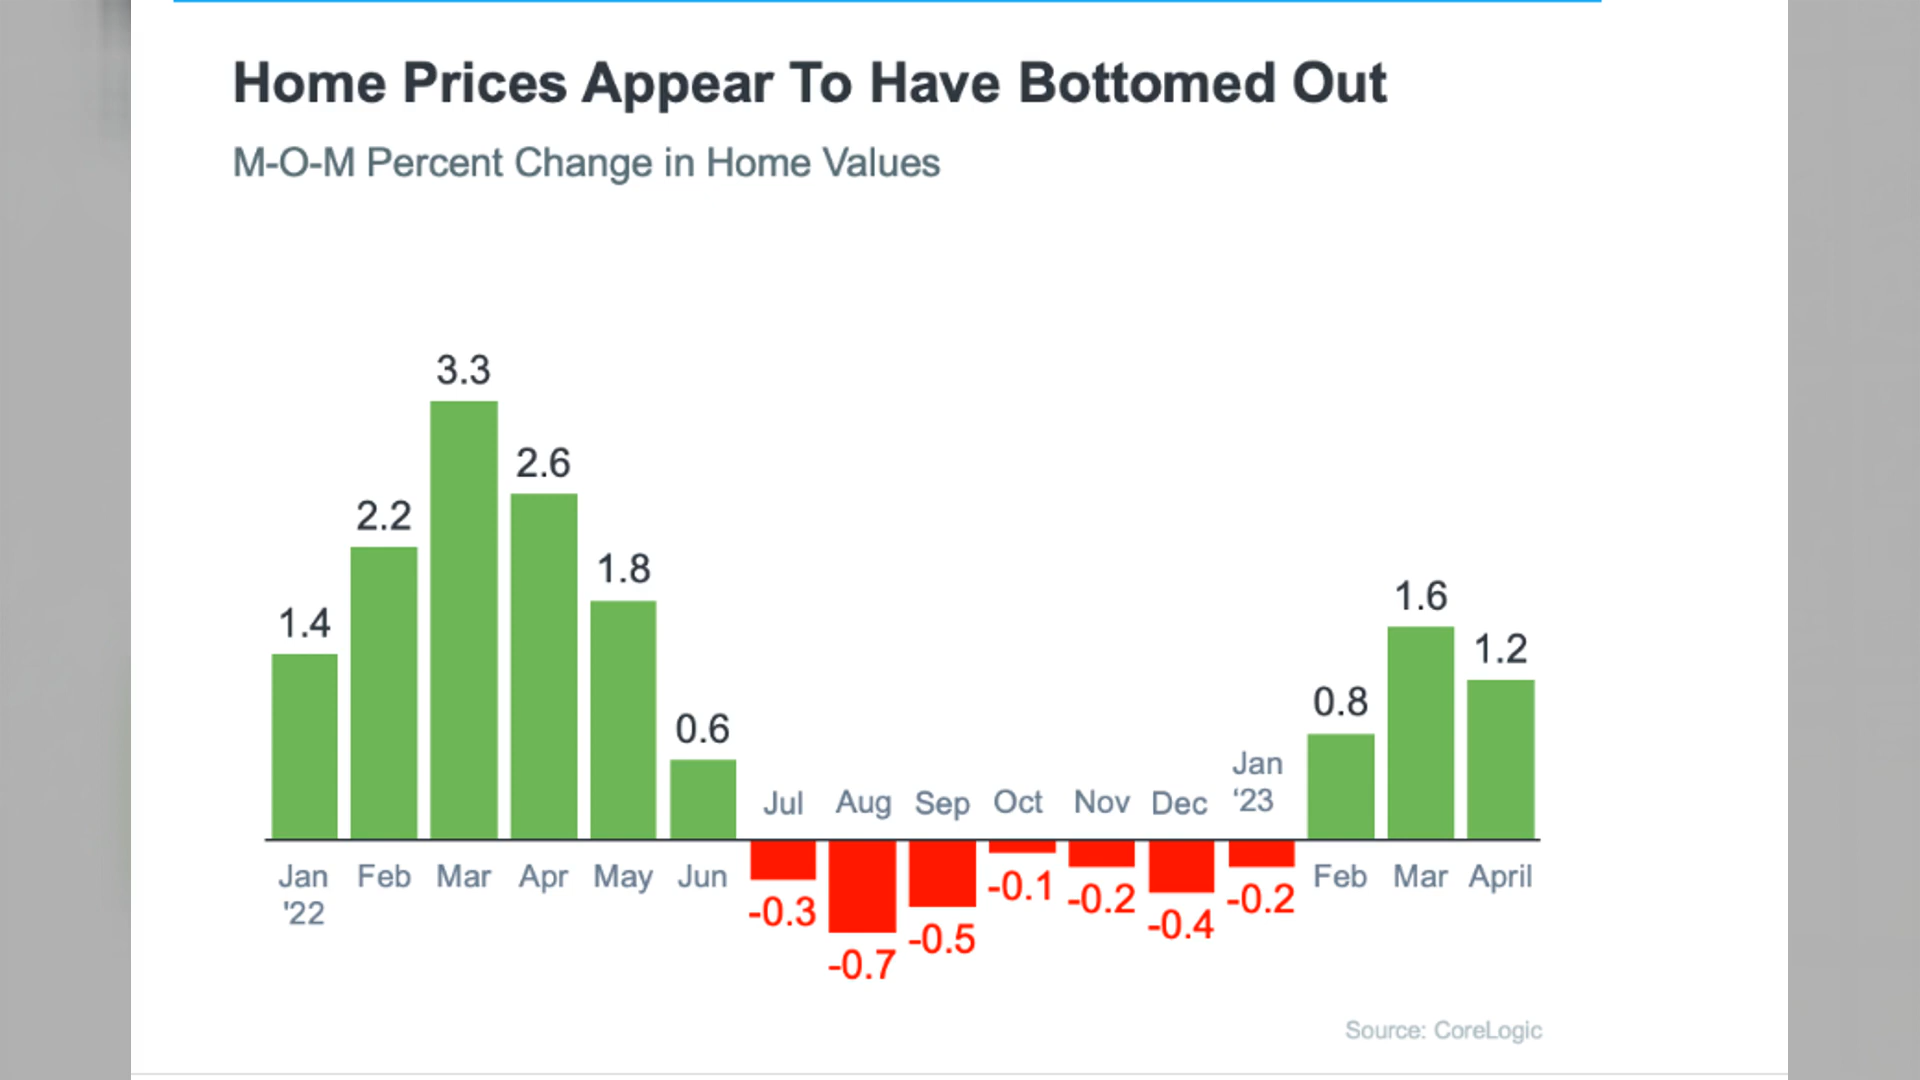 Home Prices Appear To Have Bottomed Out
M-O-M Percent Change in Home Values
1.4
2.2
3.3
2.6
1.8
0.6
0.8
1.6
1.2
Jul Aug Sep Oct Nov Dec Jan
‘23
Jan
'22
Feb Mar Apr May Jun
Feb Mar April
-0.3
-0.7
-0.5
-0.1
-0.2
-0.4
-0.2
Source: CoreLogic